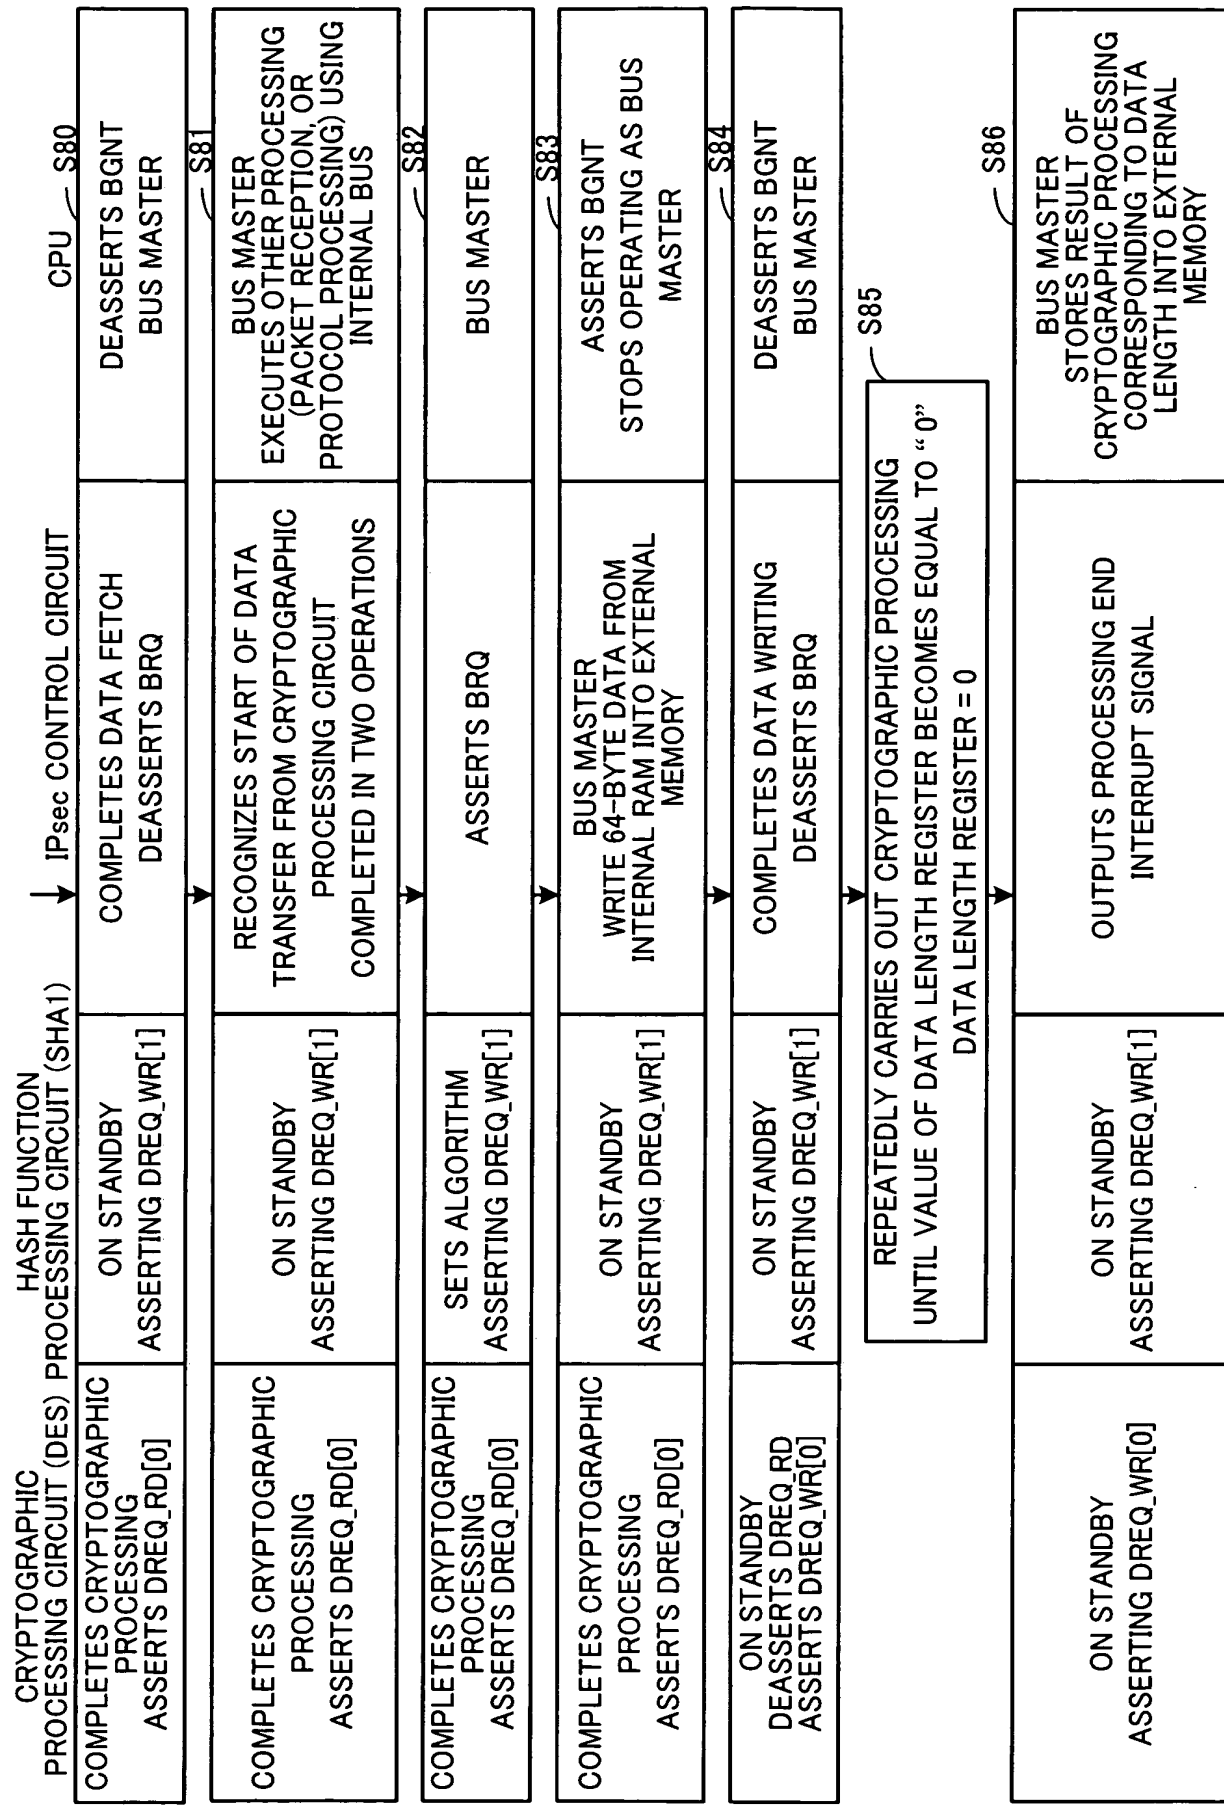 CRYPTOGRAPHIC
PROCESSING CIRCUIT (DES)
HASH FUNCTION
PROCESSING CIRCUIT (SHA1)
IPsec CONTROL CIRCUIT
CPU
S80
COMPLETES CRYPTOGRAPHIC
PROCESSING
ASSERTS DREQ_RD[0]
ON STANDBY
ASSERTING DREQ_WR[1]
COMPLETES DATA FETCH
DEASSERTS BRQ
DEASSERTS BGNT
BUS MASTER
S81
COMPLETES CRYPTOGRAPHIC
PROCESSING
ASSERTS DREQ_RD[0]
ON STANDBY
ASSERTING DREQ_WR[1]
RECOGNIZES START OF DATA
TRANSFER FROM CRYPTOGRAPHIC
PROCESSING CIRCUIT
COMPLETED IN TWO OPERATIONS
BUS MASTER
EXECUTES OTHER PROCESSING
(PACKET RECEPTION, OR
PROTOCOL PROCESSING) USING
INTERNAL BUS
S82
COMPLETES CRYPTOGRAPHIC
PROCESSING
ASSERTS DREQ_RD[0]
SETS ALGORITHM
ASSERTING DREQ_WR[1]
ASSERTS BRQ
BUS MASTER
S83
COMPLETES CRYPTOGRAPHIC
PROCESSING
ASSERTS DREQ_RD[0]
ON STANDBY
ASSERTING DREQ_WR[1]
BUS MASTER
WRITE 64-BYTE DATA FROM
INTERNAL RAM INTO EXTERNAL
MEMORY
ASSERTS BGNT
STOPS OPERATING AS BUS
MASTER
S84
ON STANDBY
DEASSERTS DREQ_RD
ASSERTS DREQ_WR[0]
ON STANDBY
ASSERTING DREQ_WR[1]
COMPLETES DATA WRITING
DEASSERTS BRQ
DEASSERTS BGNT
BUS MASTER
S85
REPEATEDLY CARRIES OUT CRYPTOGRAPHIC PROCESSING
UNTIL VALUE OF DATA LENGTH REGISTER BECOMES EQUAL TO “0”
DATA LENGTH REGISTER = 0
S86
ON STANDBY
ASSERTING DREQ_WR[0]
ON STANDBY
ASSERTING DREQ_WR[1]
OUTPUTS PROCESSING END
INTERRUPT SIGNAL
BUS MASTER
STORES RESULT OF
CRYPTOGRAPHIC PROCESSING
CORRESPONDING TO DATA
LENGTH INTO EXTERNAL
MEMORY